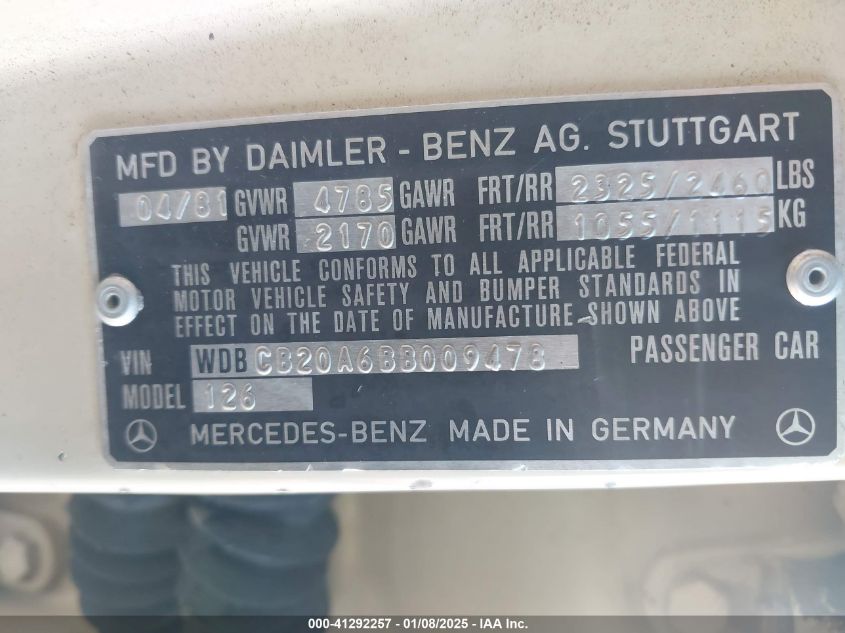 MFD BY DAIMLER - BENZ AG. STUTTGART
04/81 GVWR 4785 GAWR FRT/RR 2325/2460 LBS
GVWR 2170 GAWR FRT/RR 1055/1115 KG
THIS VEHICLE CONFORMS TO ALL APPLICABLE FEDERAL
MOTOR VEHICLE SAFETY AND BUMPER STANDARDS IN
EFFECT ON THE DATE OF MANUFACTURE SHOWN ABOVE
VIN WDBCB20A6BB009478 PASSENGER CAR
MODEL 126
MERCEDES-BENZ MADE IN GERMANY
000-41292257 - 01/08/2025 - IAA Inc.